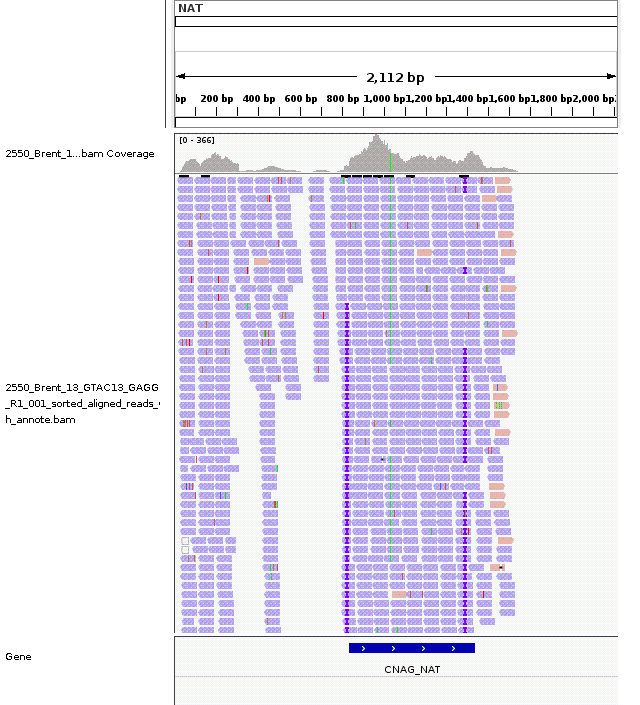 NAT
2,112 bp
bp 200 bp 400 bp 600 bp 800 bp 1,000 bp 1,200 bp 1,400 bp 1,600 bp 1,800 bp 2,000 bp
[0 - 366]
2550_Brent_1...bam Coverage
2550_Brent_13_GTAC13_GAGG
_R1_001_sorted_aligned_reads_
h_annote.bam
Gene
CNAG_NAT